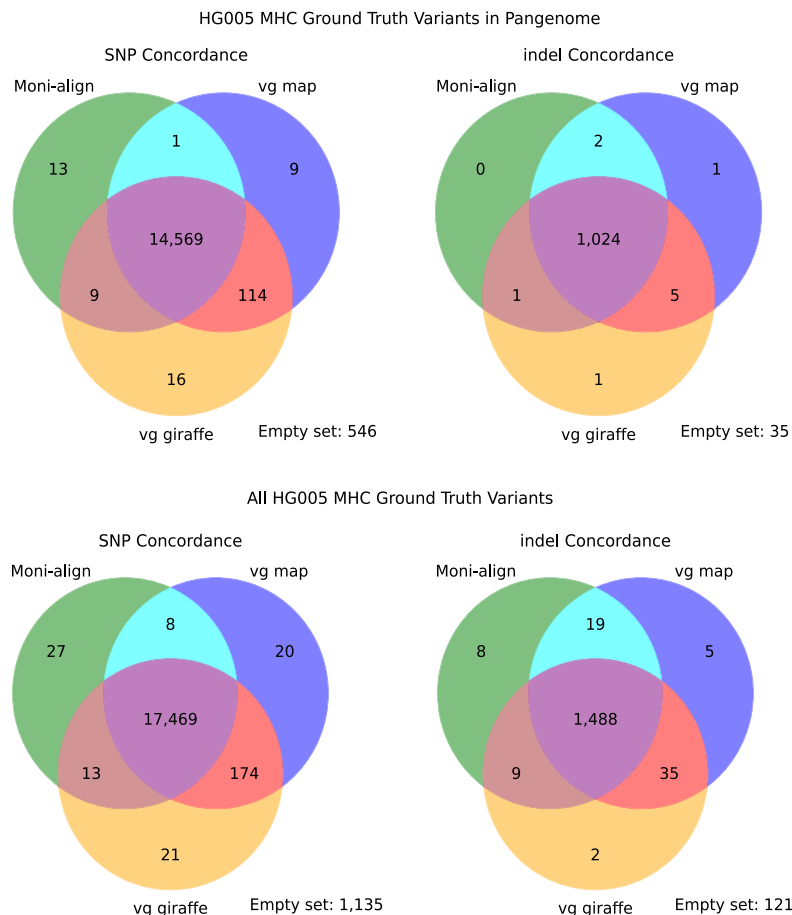 HG005 MHC Ground Truth Variants in Pangenome
SNP Concordance
indel Concordance
Moni-align
vg map
Moni-align
vg map
13
1
9
0
2
1
14,569
1,024
9
114
1
5
16
1
vg giraffe
Empty set: 546
vg giraffe
Empty set: 35
All HG005 MHC Ground Truth Variants
SNP Concordance
indel Concordance
Moni-align
vg map
Moni-align
vg map
27
8
20
8
19
5
17,469
1,488
13
174
9
35
21
2
vg giraffe
Empty set: 1,135
vg giraffe
Empty set: 121